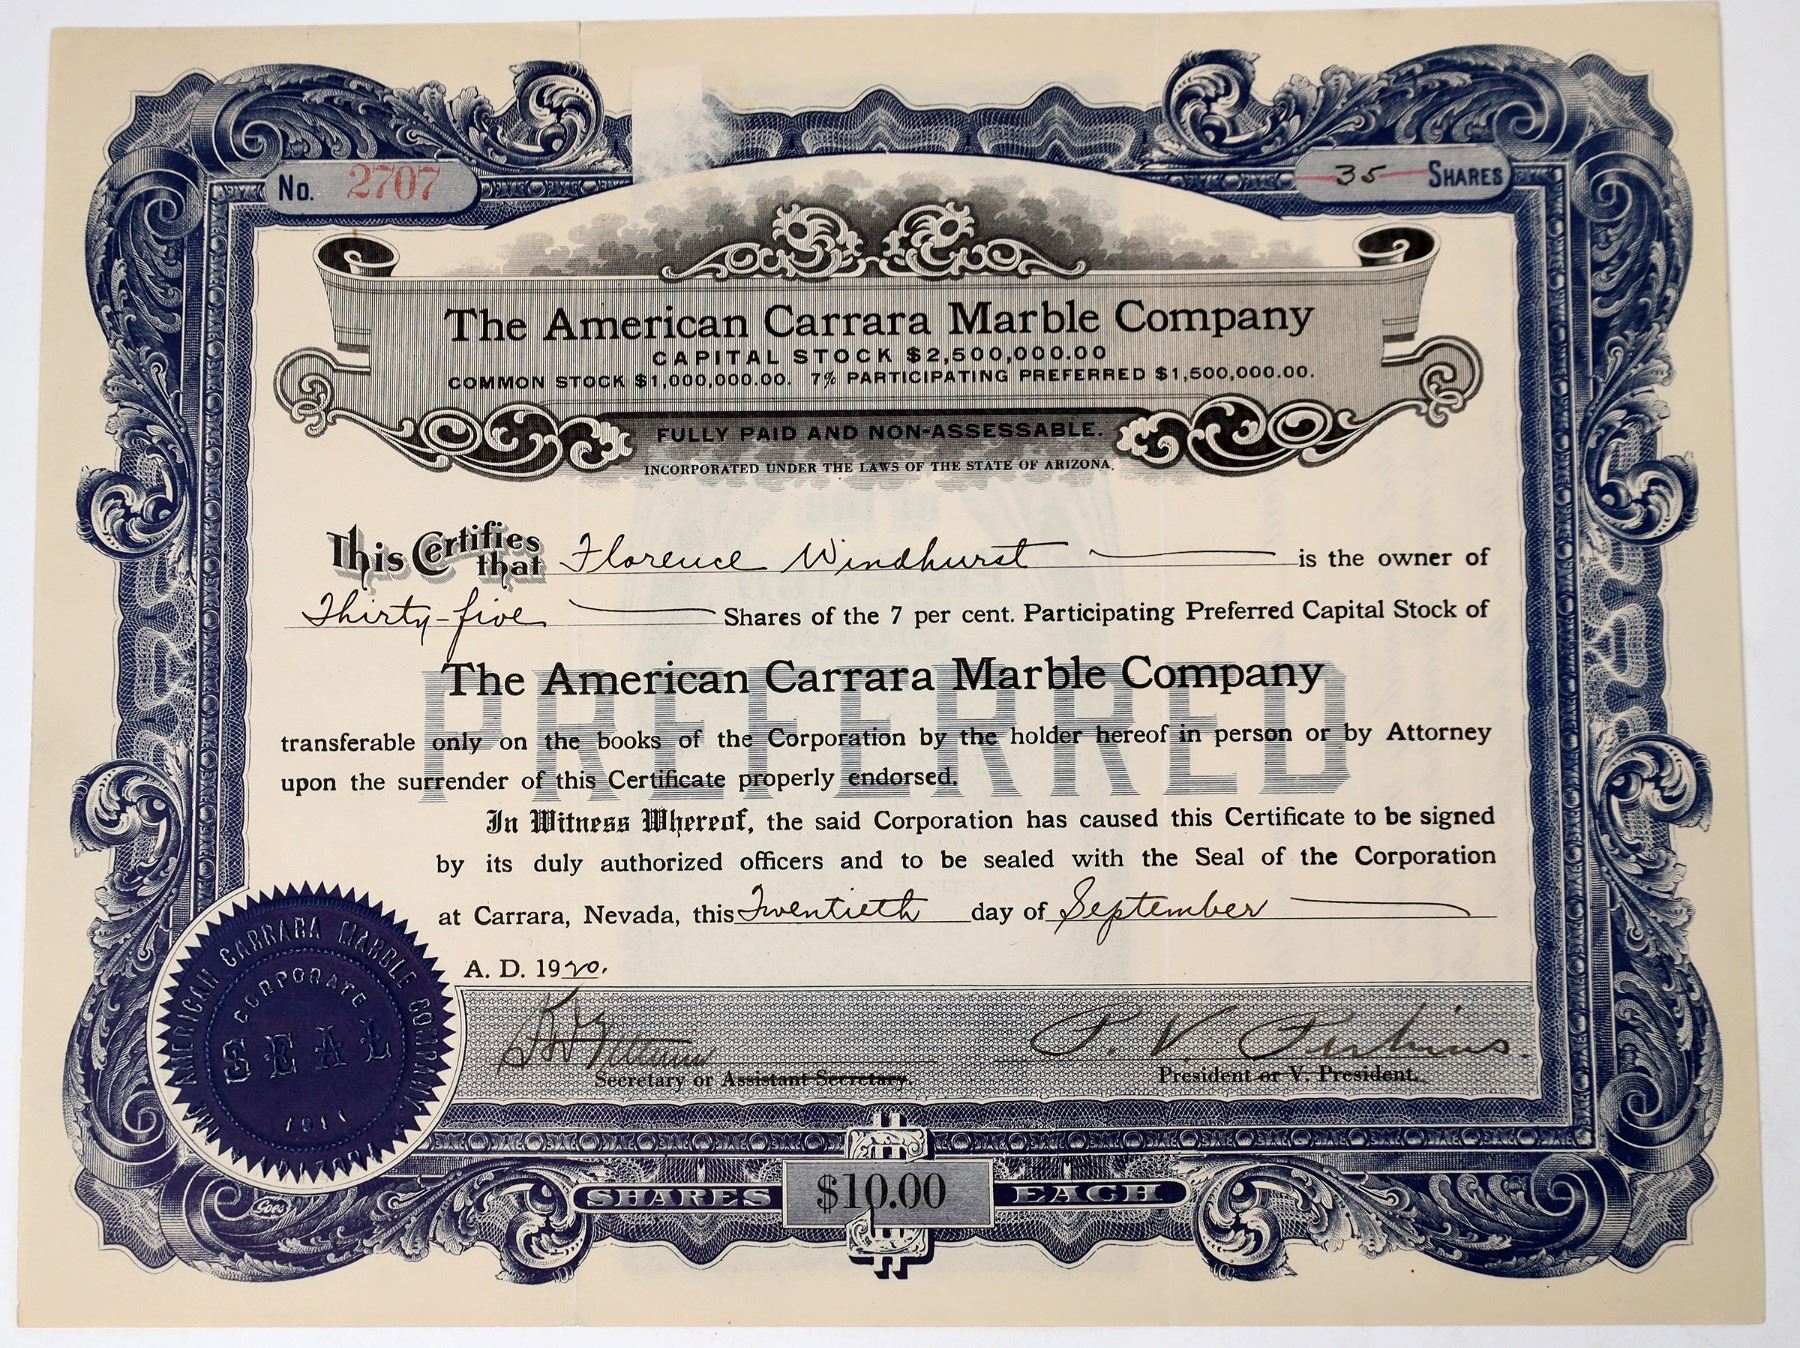 No. 2707
35 SHARES
The American Carrara Marble Company
CAPITAL STOCK $2,500,000.00
COMMON STOCK $1,000,000.00. 7% PARTICIPATING PREFERRED $1,500,000.00.
FULLY PAID AND NON-ASSESSABLE.
INCORPORATED UNDER THE LAWS OF THE STATE OF ARIZONA.
This Certifies that Florence Windhurst is the owner of
Thirty-five Shares of the 7 per cent. Participating Preferred Capital Stock of
The American Carrara Marble Company
PREFERRED
transferable only on the books of the Corporation by the holder hereof in person or by Attorney
upon the surrender of this Certificate properly endorsed.
In Witness Whereof, the said Corporation has caused this Certificate to be signed
by its duly authorized officers and to be sealed with the Seal of the Corporation
at Carrara, Nevada, this Twentieth day of September
A. D. 1920.
P. V. Perkins.
Secretary or Assistant Secretary.
President or V. President.
AMERICAN CARRARA MARBLE COMPANY
CORPORATE
SEAL
Goes
SHARES $10.00 EACH